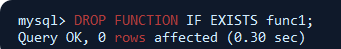 mysql> DROP FUNCTION IF EXISTS func1;
Query OK, 0 rows affected (0.30 sec)